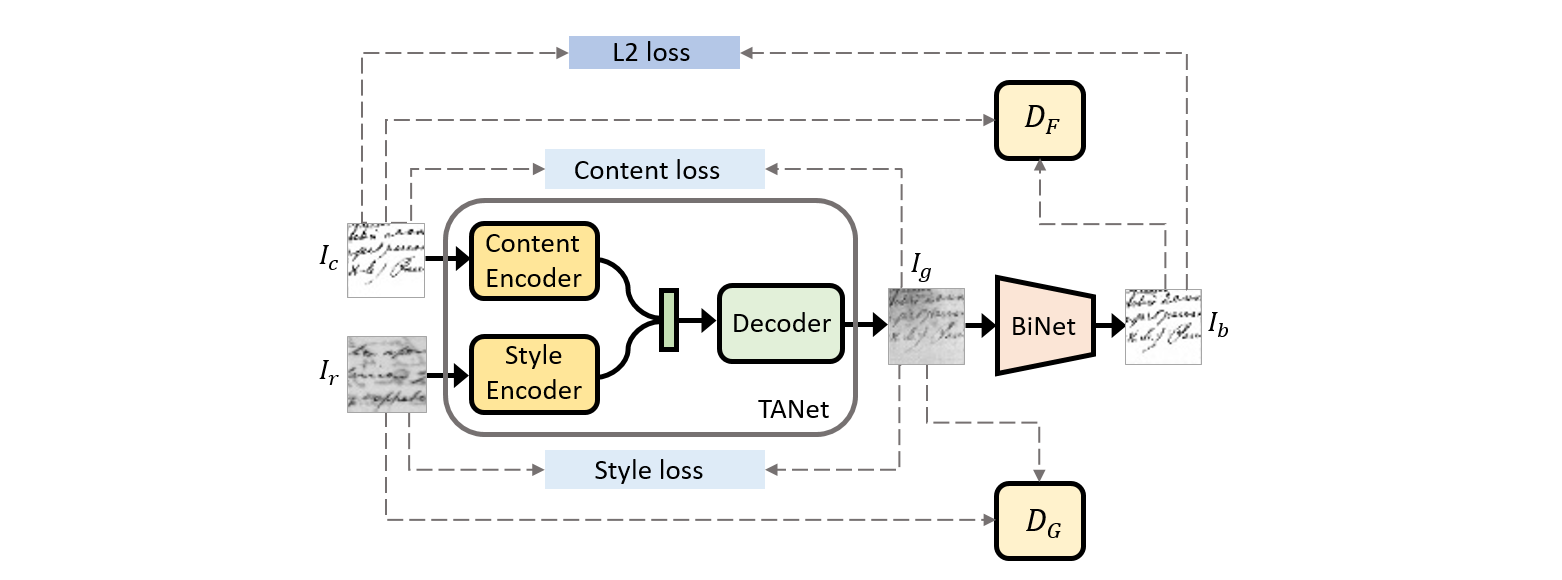 L2 loss
D_F
Content loss
I_c
Content
Encoder
I_g
Decoder
BiNet
I_b
I_r
Style
Encoder
TANet
Style loss
D_G